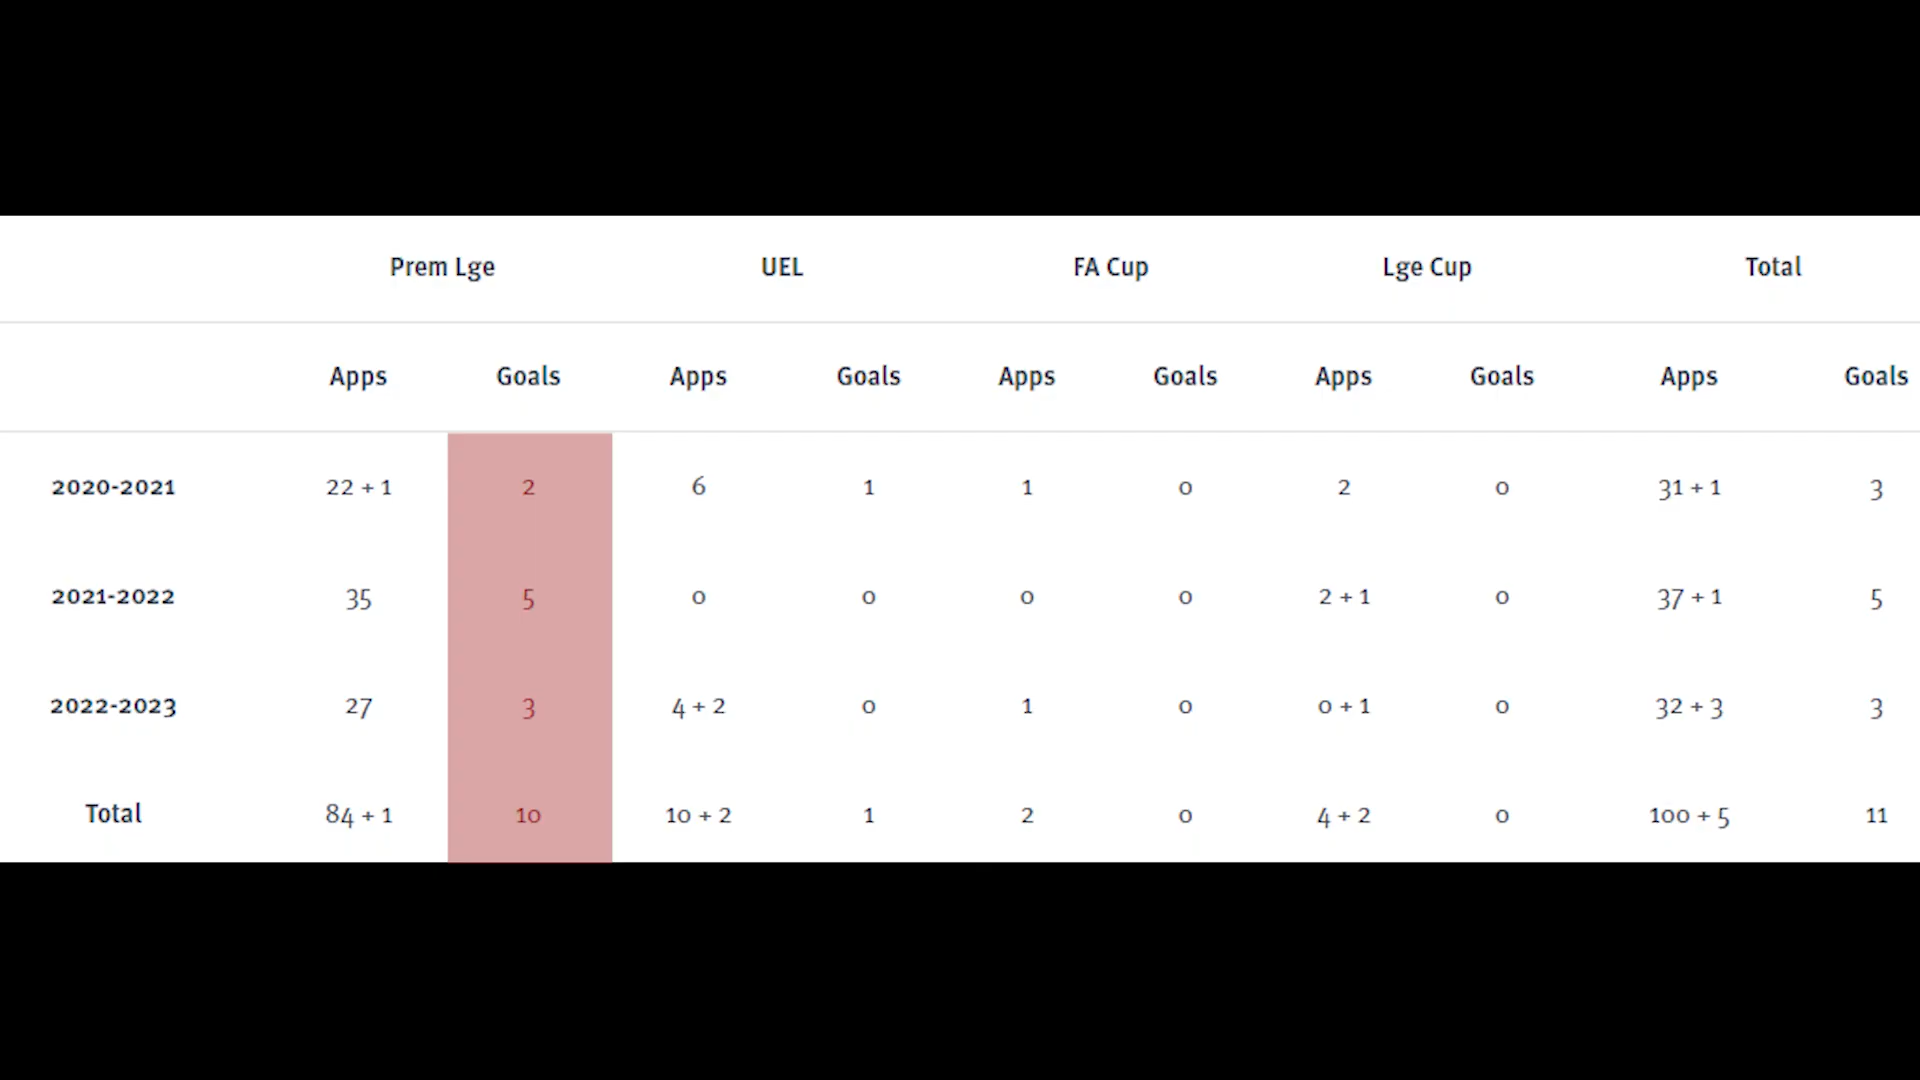 Prem Lge UEL FA Cup Lge Cup Total
Apps Goals Apps Goals Apps Goals Apps Goals Apps Goals
2020-2021 22 + 1 2 6 1 1 0 2 0 31 + 1 3
2021-2022 35 5 0 0 0 0 2 + 1 0 37 + 1 5
2022-2023 27 3 4 + 2 0 1 0 0 + 1 0 32 + 3 3
Total 84 + 1 10 10 + 2 1 2 0 4 + 2 0 100 + 5 11